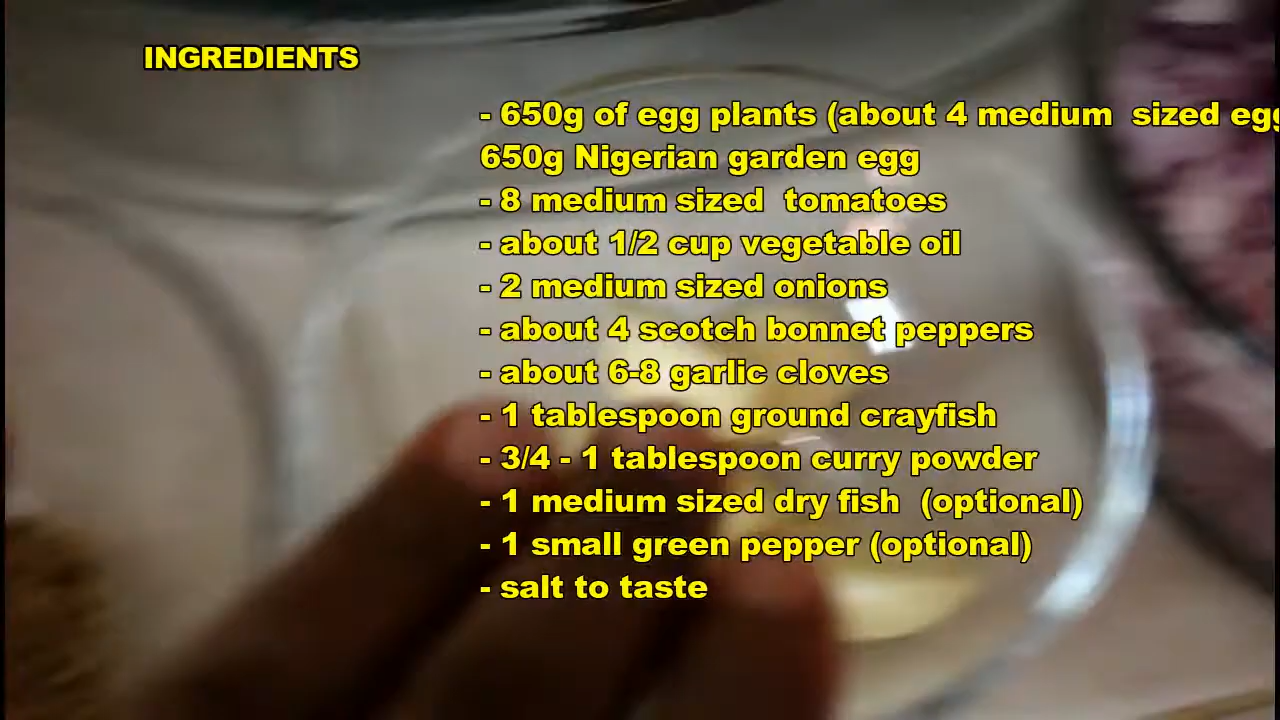 INGREDIENTS
- 650g of egg plants (about 4 medium  sized
650g Nigerian garden egg
- 8 medium sized  tomatoes
- about 1/2 cup vegetable oil
- 2 medium sized onions
- about 4 scotch bonnet peppers
- about 6-8 garlic cloves
- 1 tablespoon ground crayfish
- 3/4 - 1 tablespoon curry powder
- 1 medium sized dry fish  (optional)
- 1 small green pepper (optional)
- salt to taste